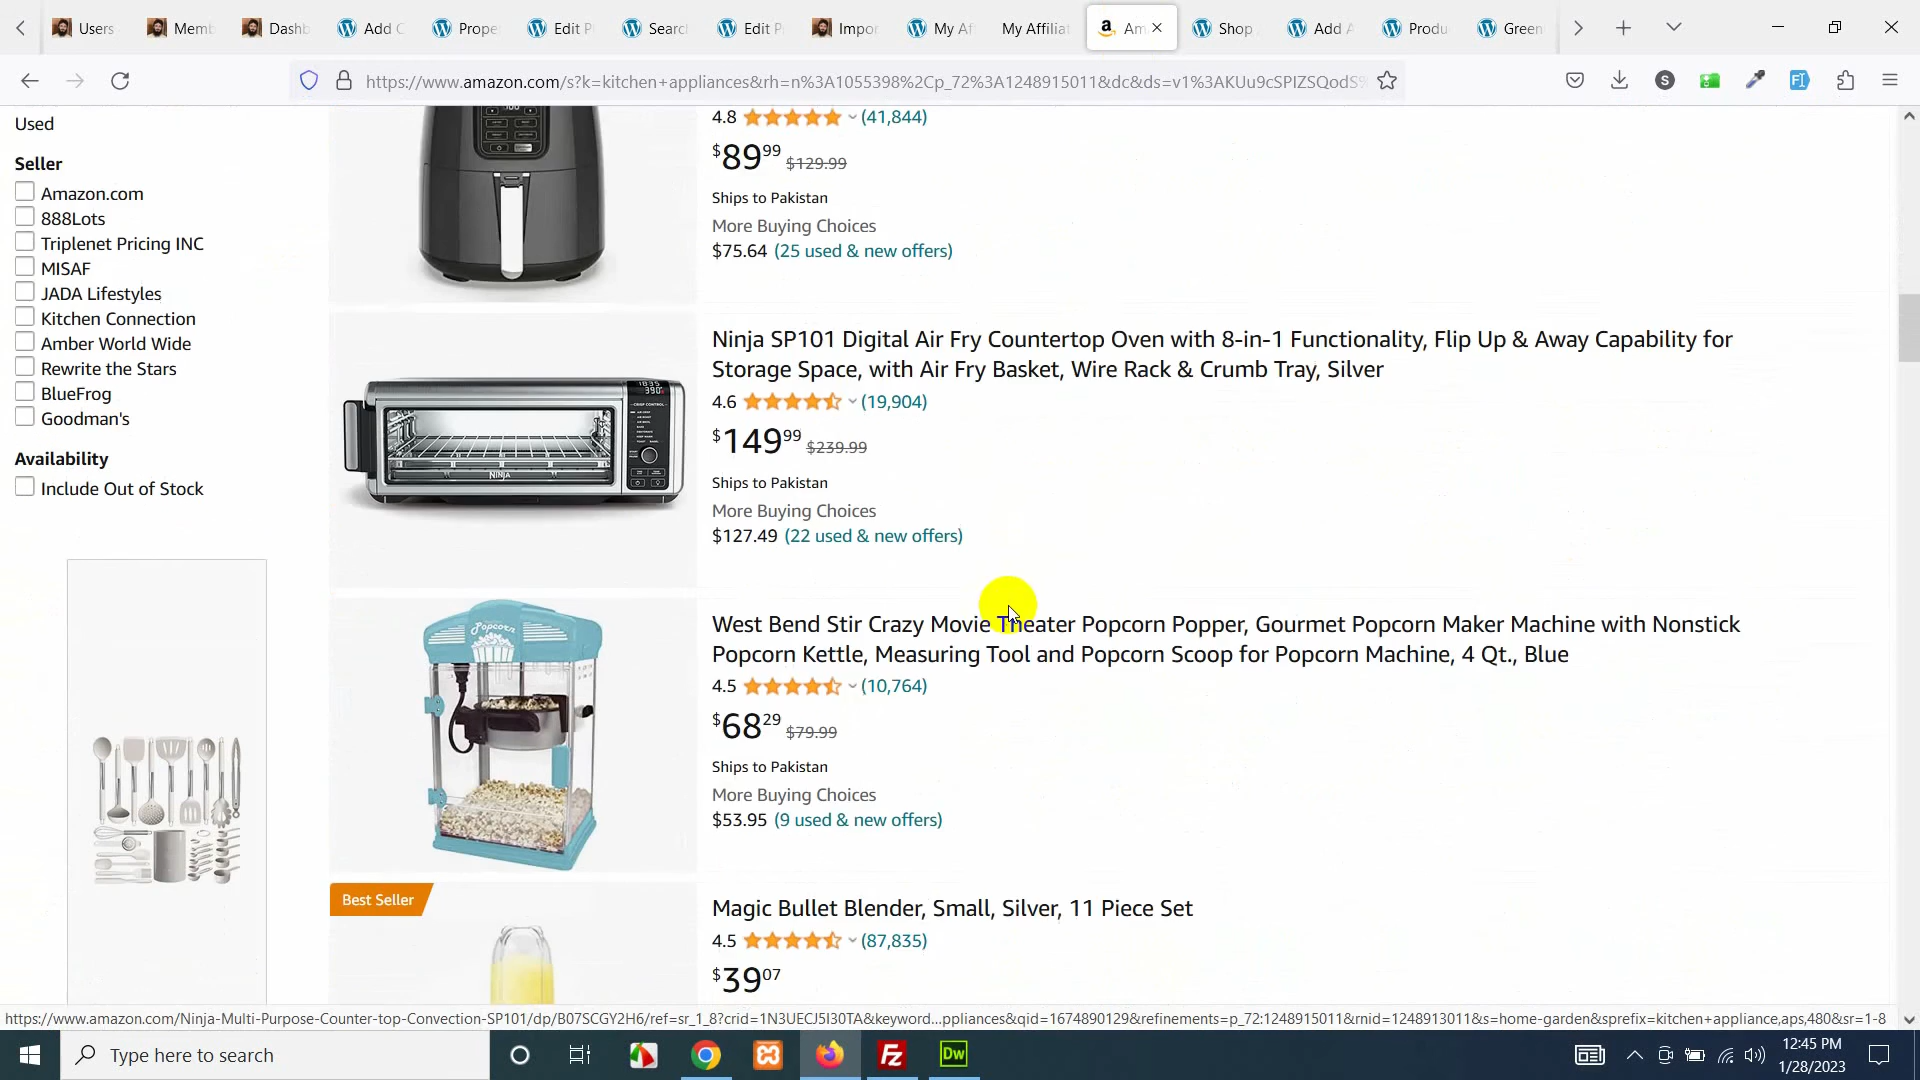 Users
Memb
Dashb
Add C
Prope
Edit P
Search
Edit P
Impor
My Aff
My Affiliat
Am
Shop
Add A
Produ
Green
https://www.amazon.com/s?k=kitchen+appliances&rh=n%3A1055398%2Cp_72%3A1248915011&dc&ds=v1%3AKUu9cSPIZSQodS%
Used
Seller
Amazon.com
888Lots
Triplenet Pricing INC
MISAF
JADA Lifestyles
Kitchen Connection
Amber World Wide
Rewrite the Stars
BlueFrog
Goodman's
Availability
Include Out of Stock
4.8 (41,844)
$89 99 $129.99
Ships to Pakistan
More Buying Choices
$75.64 (25 used & new offers)
NINJA
Ninja SP101 Digital Air Fry Countertop Oven with 8-in-1 Functionality, Flip Up & Away Capability for
Storage Space, with Air Fry Basket, Wire Rack & Crumb Tray, Silver
4.6 (19,904)
$149 99 $239.99
Ships to Pakistan
More Buying Choices
$127.49 (22 used & new offers)
Popcorn
West Bend Stir Crazy Movie Theater Popcorn Popper, Gourmet Popcorn Maker Machine with Nonstick
Popcorn Kettle, Measuring Tool and Popcorn Scoop for Popcorn Machine, 4 Qt., Blue
4.5 (10,764)
$68 29 $79.99
Ships to Pakistan
More Buying Choices
$53.95 (9 used & new offers)
Best Seller
Magic Bullet Blender, Small, Silver, 11 Piece Set
4.5 (87,835)
$39 07
https://www.amazon.com/Ninja-Multi-Purpose-Counter-top-Convection-SP101/dp/B07SCGY2H6/ref=sr_1_8?crid=1N3UECJ5I30TA&keyword…ppliances&qid=1674890129&refinements=p_72:1248915011&rnid=1248913011&s=home-garden&sprefix=kitchen+appliance,aps,480&sr=1-8
Type here to search
Fz
Dw
12:45 PM
1/28/2023